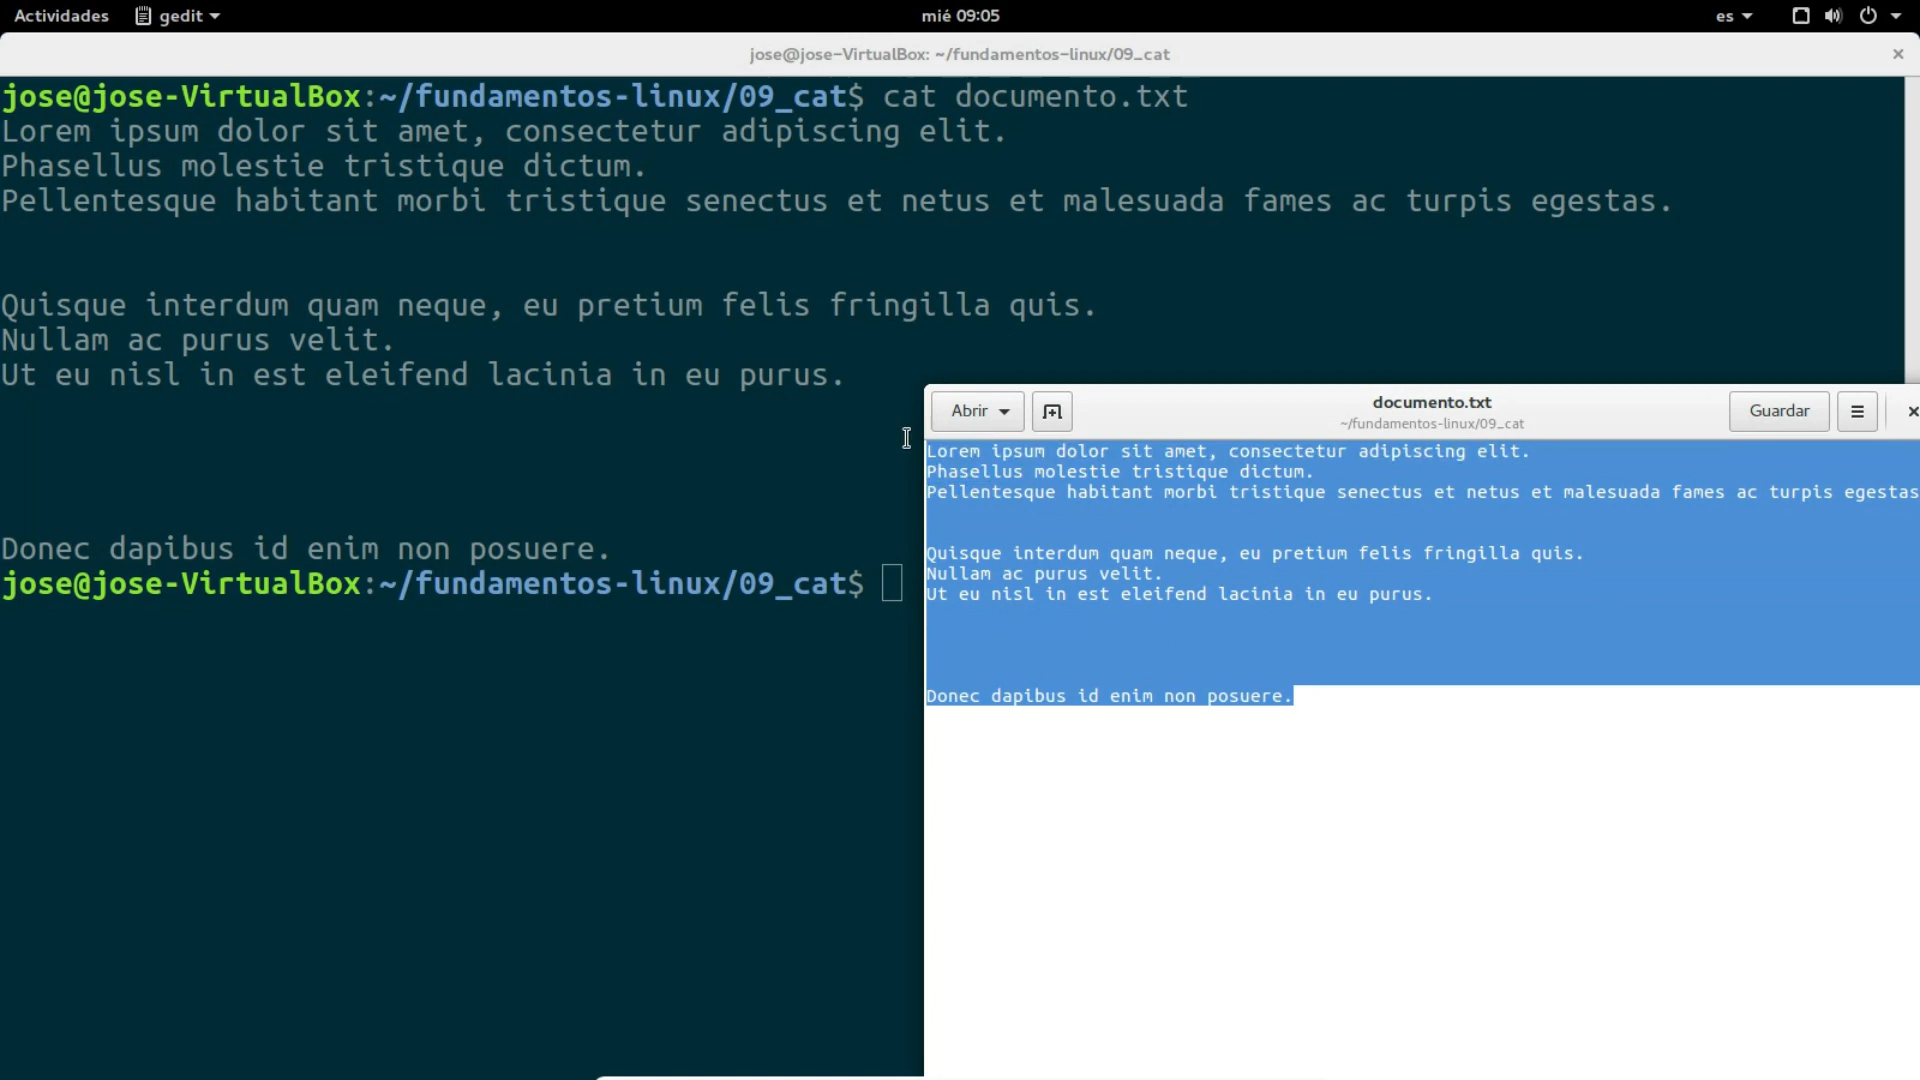 Actividades gedit mié 09:05 es
jose@jose-VirtualBox: ~/fundamentos-linux/09_cat
jose@jose-VirtualBox:~/fundamentos-linux/09_cat$ cat documento.txt
Lorem ipsum dolor sit amet, consectetur adipiscing elit.
Phasellus molestie tristique dictum.
Pellentesque habitant morbi tristique senectus et netus et malesuada fames ac turpis egestas.
Quisque interdum quam neque, eu pretium felis fringilla quis.
Nullam ac purus velit.
Ut eu nisl in est eleifend lacinia in eu purus.
Donec dapibus id enim non posuere.
jose@jose-VirtualBox:~/fundamentos-linux/09_cat$
Abrir documento.txt Guardar
~/fundamentos-linux/09_cat
Lorem ipsum dolor sit amet, consectetur adipiscing elit.
Phasellus molestie tristique dictum.
Pellentesque habitant morbi tristique senectus et netus et malesuada fames ac turpis egestas
Quisque interdum quam neque, eu pretium felis fringilla quis.
Nullam ac purus velit.
Ut eu nisl in est eleifend lacinia in eu purus.
Donec dapibus id enim non posuere.